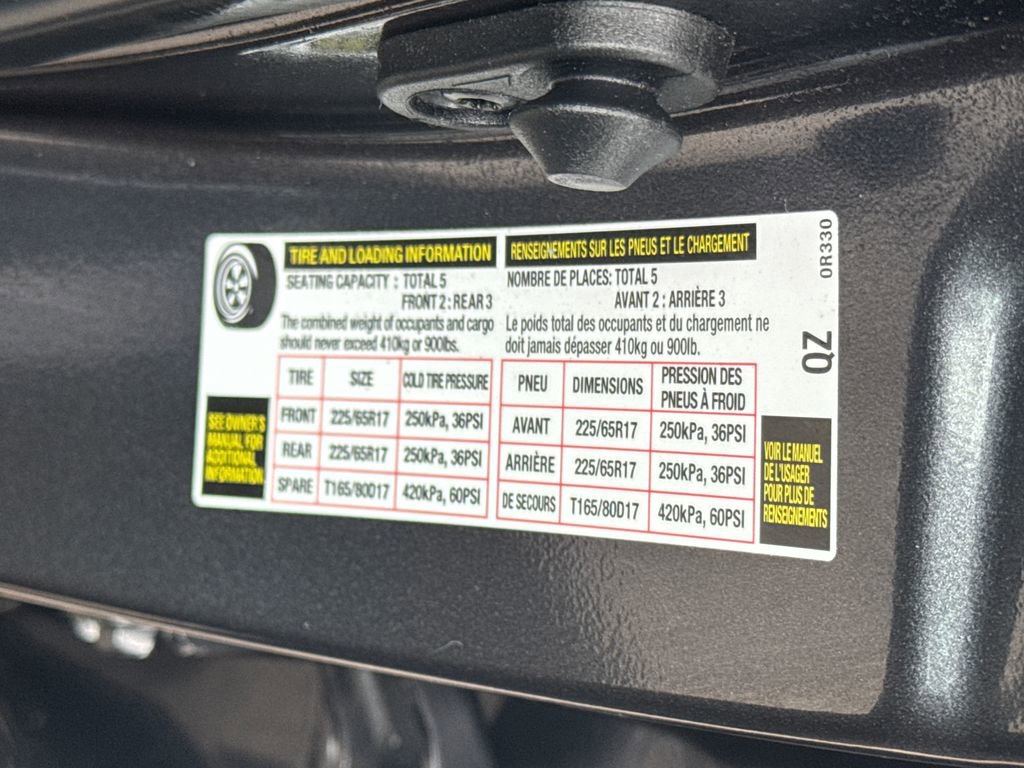 TIRE AND LOADING INFORMATION
SEATING CAPACITY : TOTAL 5
FRONT 2 : REAR 3
The combined weight of occupants and cargo
should never exceed 410kg or 900lbs.
TIRE SIZE COLD TIRE PRESSURE
FRONT 225/65R17 250kPa, 36PSI
REAR 225/65R17 250kPa, 36PSI
SPARE T165/80D17 420kPa, 60PSI
SEE OWNER'S
MANUAL FOR
ADDITIONAL
INFORMATION
RENSEIGNEMENTS SUR LES PNEUS ET LE CHARGEMENT
NOMBRE DE PLACES: TOTAL 5
AVANT 2 : ARRIÈRE 3
Le poids total des occupants et du chargement ne
doit jamais dépasser 410kg ou 900lb.
PNEU DIMENSIONS PRESSION DES
PNEUS À FROID
AVANT 225/65R17 250kPa, 36PSI
ARRIÈRE 225/65R17 250kPa, 36PSI
DE SECOURS T165/80D17 420kPa, 60PSI
VOIR LE MANUEL
DE L'USAGER
POUR PLUS DE
RENSEIGNEMENTS
0R330
QZ